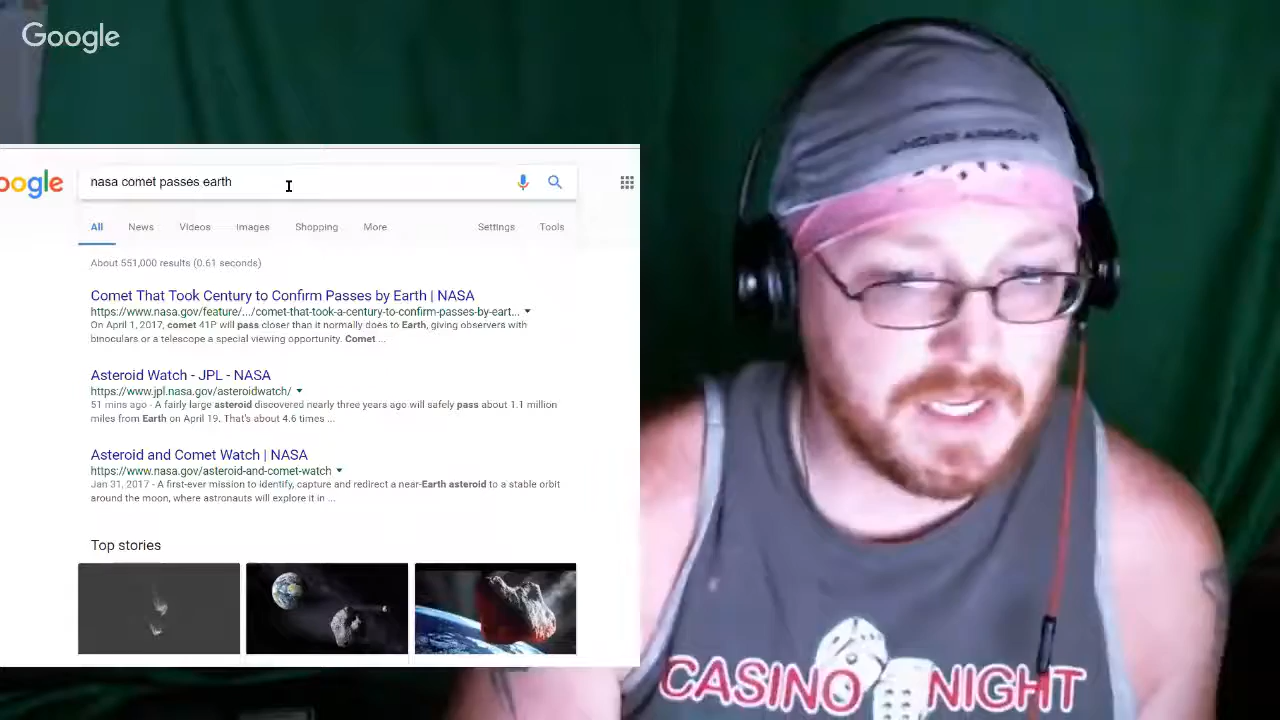 Google
oogle
nasa comet passes earth
All News Videos Images Shopping More Settings Tools
About 551,000 results (0.61 seconds)
Comet That Took Century to Confirm Passes by Earth | NASA
https://www.nasa.gov/feature/.../comet-that-took-a-century-to-confirm-passes-by-eart...
On April 1, 2017, comet 41P will pass closer than it normally does to Earth, giving observers with
binoculars or a telescope a special viewing opportunity. Comet ...
Asteroid Watch - JPL - NASA
https://www.jpl.nasa.gov/asteroidwatch/
51 mins ago - A fairly large asteroid discovered nearly three years ago will safely pass about 1.1 million
miles from Earth on April 19. That's about 4.6 times ...
Asteroid and Comet Watch | NASA
https://www.nasa.gov/asteroid-and-comet-watch
Jan 31, 2017 - A first-ever mission to identify, capture and redirect a near-Earth asteroid to a stable orbit
around the moon, where astronauts will explore it in ...
Top stories
UNDER ARMOUR
CASINO NIGHT